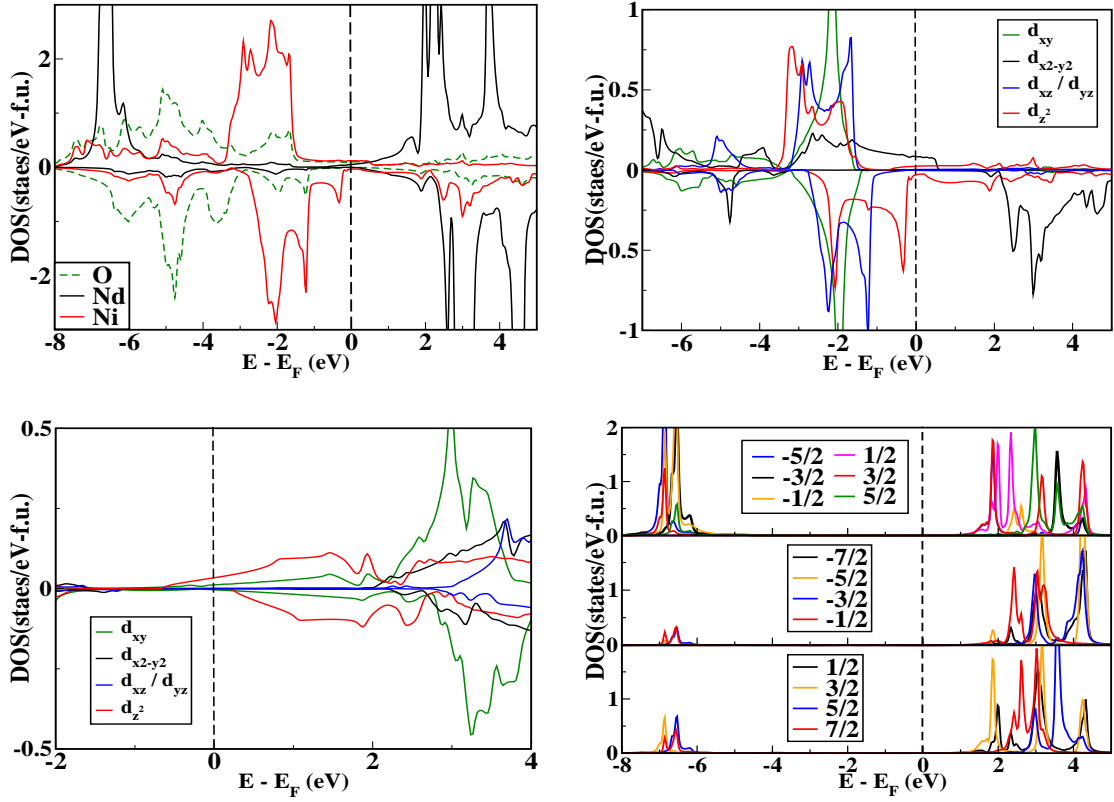 DOS(staes/eV-f.u.)
2
0
-2
O
Nd
Ni
-8
-6
-4
-2
0
2
4
E - E_F (eV)
DOS(staes/eV-f.u.)
1
0.5
0
-0.5
-1
d_xy
d_x2-y2
d_xz / d_yz
d_z²
-6
-4
-2
0
2
4
E - E_F (eV)
DOS(staes/eV-f.u.)
0.5
0
-0.5
d_xy
d_x2-y2
d_xz / d_yz
d_z²
-2
0
2
4
E - E_F (eV)
DOS(states/eV-f.u.)
2
1
0
-5/2
-3/2
-1/2
1/2
3/2
5/2
1
0
-7/2
-5/2
-3/2
-1/2
1
0
1/2
3/2
5/2
7/2
-8
-6
-4
-2
0
2
4
E - E_F (eV)